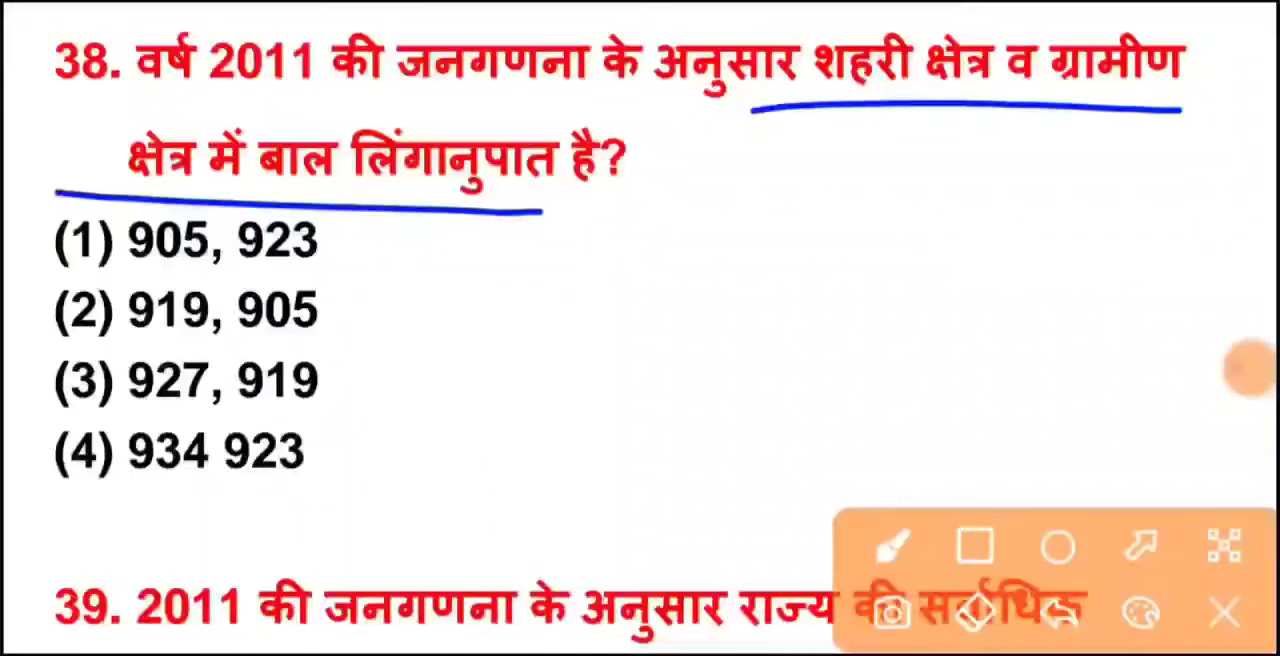 38. वर्ष 2011 की जनगणना के अनुसार शहरी क्षेत्र व ग्रामीण
क्षेत्र में बाल लिंगानुपात है?
(1) 905, 923
(2) 919, 905
(3) 927, 919
(4) 934 923
39. 2011 की जनगणना के अनुसार राज्य की सर्वाधिक